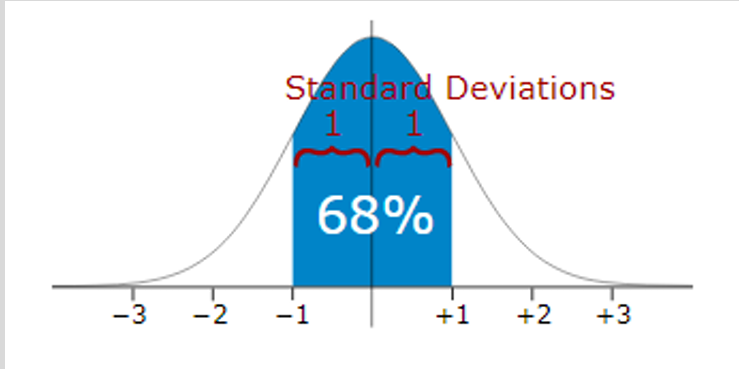 Standard Deviations
1 1
68%
−3 −2 −1 +1 +2 +3